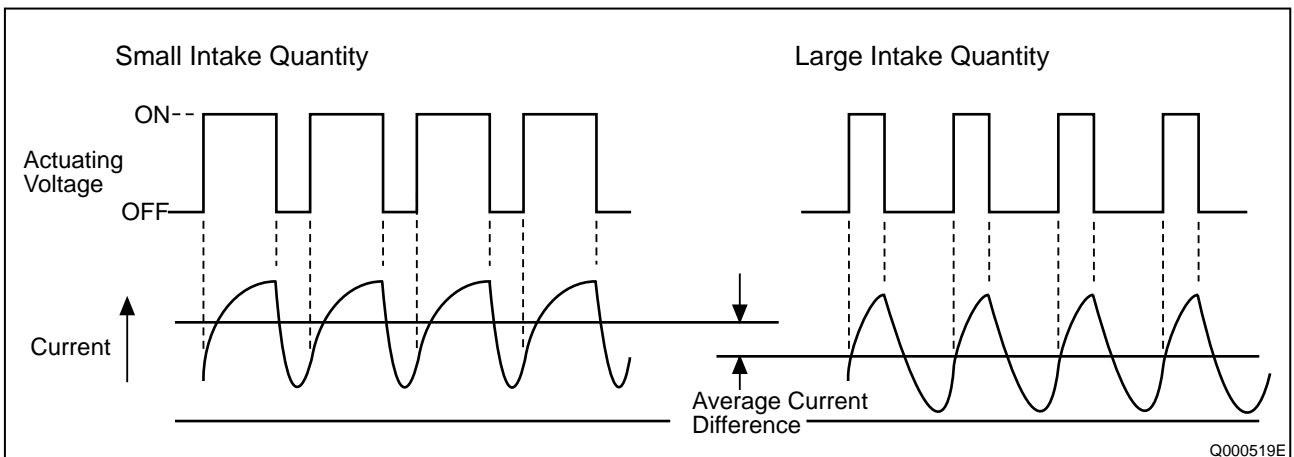 Small Intake Quantity
Large Intake Quantity
ON
Actuating
Voltage
OFF
Current
Average Current
Difference
Q000519E